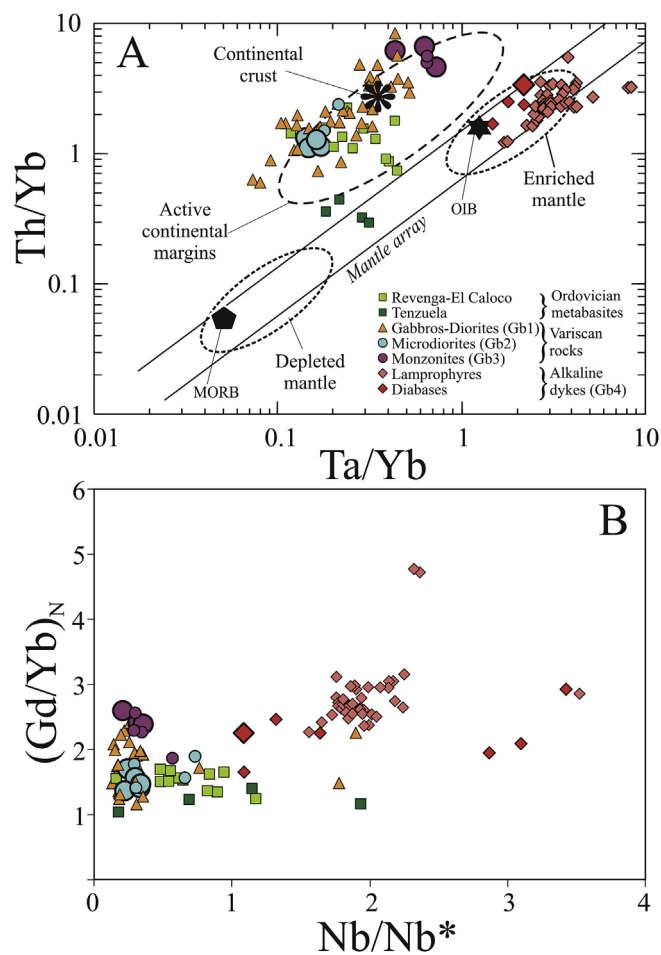 A
Th/Yb
10
1
0.1
0.01
0.01
0.1
1
10
Ta/Yb
Continental
crust
Active
continental
margins
Enriched
mantle
OIB
Mantle array
MORB
Depleted
mantle
Revenga-El Caloco
Tenzuela
Gabbros-Diorites (Gb1)
Microdiorites (Gb2)
Monzonites (Gb3)
Lamprophyres
Diabases
Ordovician
metabasites
Variscan
rocks
Alkaline
dykes (Gb4)
B
(Gd/Yb)N
6
5
4
3
2
1
0
1
2
3
4
Nb/Nb*